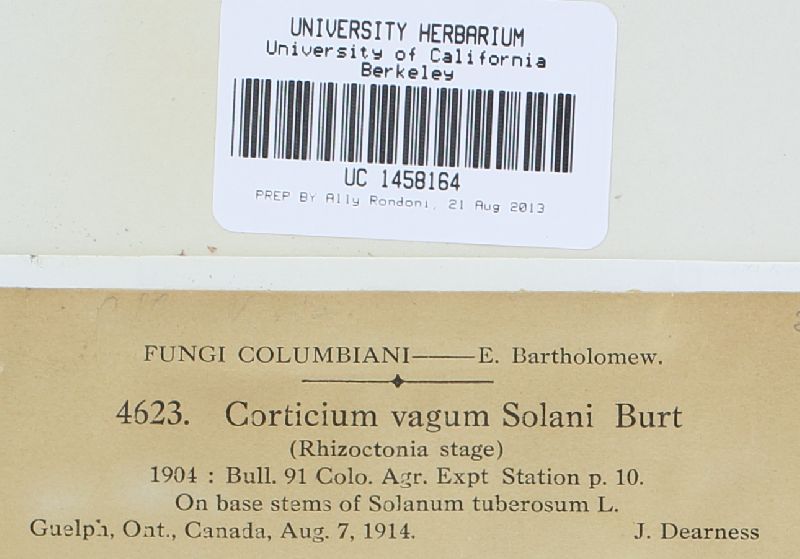 UNIVERSITY HERBARIUM
University of California
Berkeley
UC 1458164
PREP BY Ally Rondoni, 21 Aug 2013
FUNGI COLUMBIANI——E. Bartholomew.
4623. Corticium vagum Solani Burt
(Rhizoctonia stage)
1904 : Bull. 91 Colo. Agr. Expt Station p. 10.
On base stems of Solanum tuberosum L.
Guelph, Ont., Canada, Aug. 7, 1914. J. Dearness